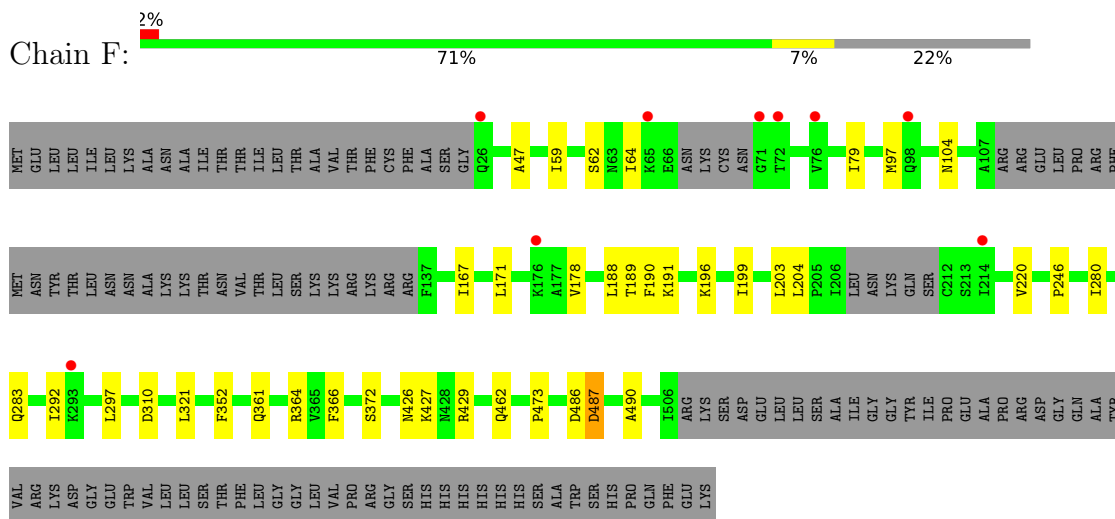 2%
Chain F:
71% 7% 22%
MET GLU LEU LEU ILE LEU LYS ALA ASN ALA ILE THR THR ILE LEU THR ALA VAL THR PHE CYS PHE ALA SER GLY Q26 A47 I59 S62 N63 I64 K65 E66 ASN LYS CYS ASN G71 T72 V76 I79 M97 Q98 N104 A107 ARG ARG GLU LEU PRO ARG PHE
MET ASN TYR THR LEU ASN ASN ALA LYS LYS THR ASN VAL THR LEU SER LYS LYS ARG LYS ARG ARG F137 I167 L171 K176 A177 V178 L188 T189 F190 K191 K196 I199 L203 L204 P205 I206 LEU ASN LYS GLN SER C212 S213 I214 V220 P246 I280
Q283 I292 K293 L297 D310 L321 F352 Q361 R364 V365 F366 S372 N426 K427 N428 R429 Q462 P473 D486 D487 A490 I506 ARG LYS SER ASP GLU LEU LEU SER ALA ILE GLY GLY TYR ILE PRO GLU ALA PRO ARG ASP GLY GLN ALA TYR
VAL ARG LYS ASP GLY GLU TRP VAL LEU LEU SER THR PHE LEU GLY GLY LEU VAL PRO ARG GLY SER HIS HIS HIS HIS HIS HIS SER ALA TRP SER HIS PRO GLN PHE GLU LYS